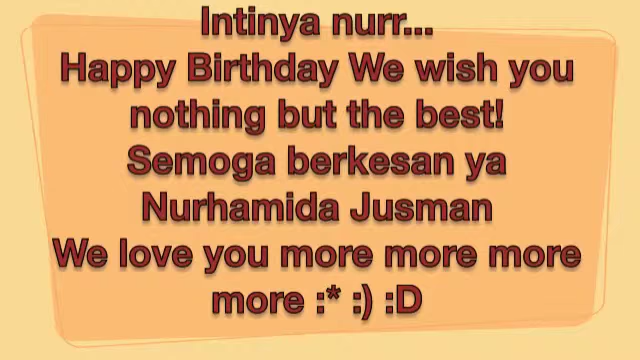 Intinya nurr...
Happy Birthday We wish you
nothing but the best!
Semoga berkesan ya
Nurhamida Jusman
We love you more more more
more :* :) :D